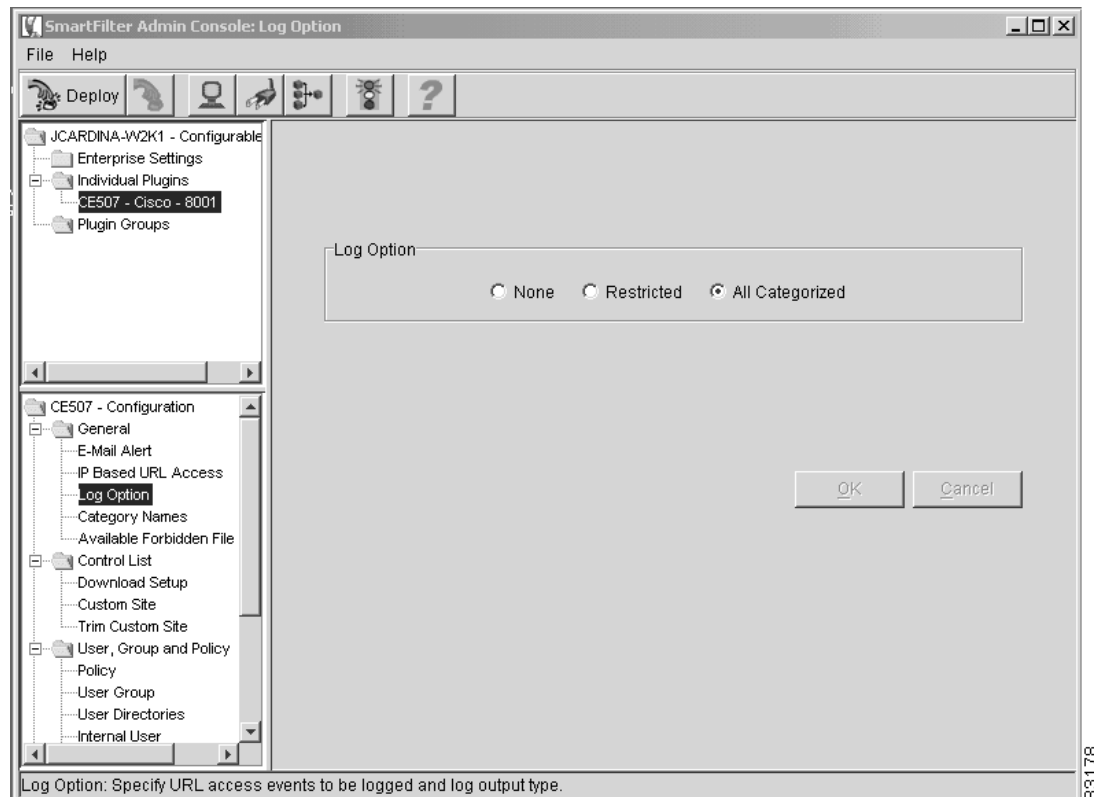 SmartFilter Admin Console: Log Option
File Help
Deploy
JCARDINA-W2K1 - Configurable
Enterprise Settings
Individual Plugins
CE507 - Cisco - 8001
Plugin Groups
Log Option
None Restricted All Categorized
CE507 - Configuration
General
E-Mail Alert
IP Based URL Access
Log Option
Category Names
Available Forbidden File
Control List
Download Setup
Custom Site
Trim Custom Site
User, Group and Policy
Policy
User Group
User Directories
Internal User
OK Cancel
Log Option: Specify URL access events to be logged and log output type.
83178